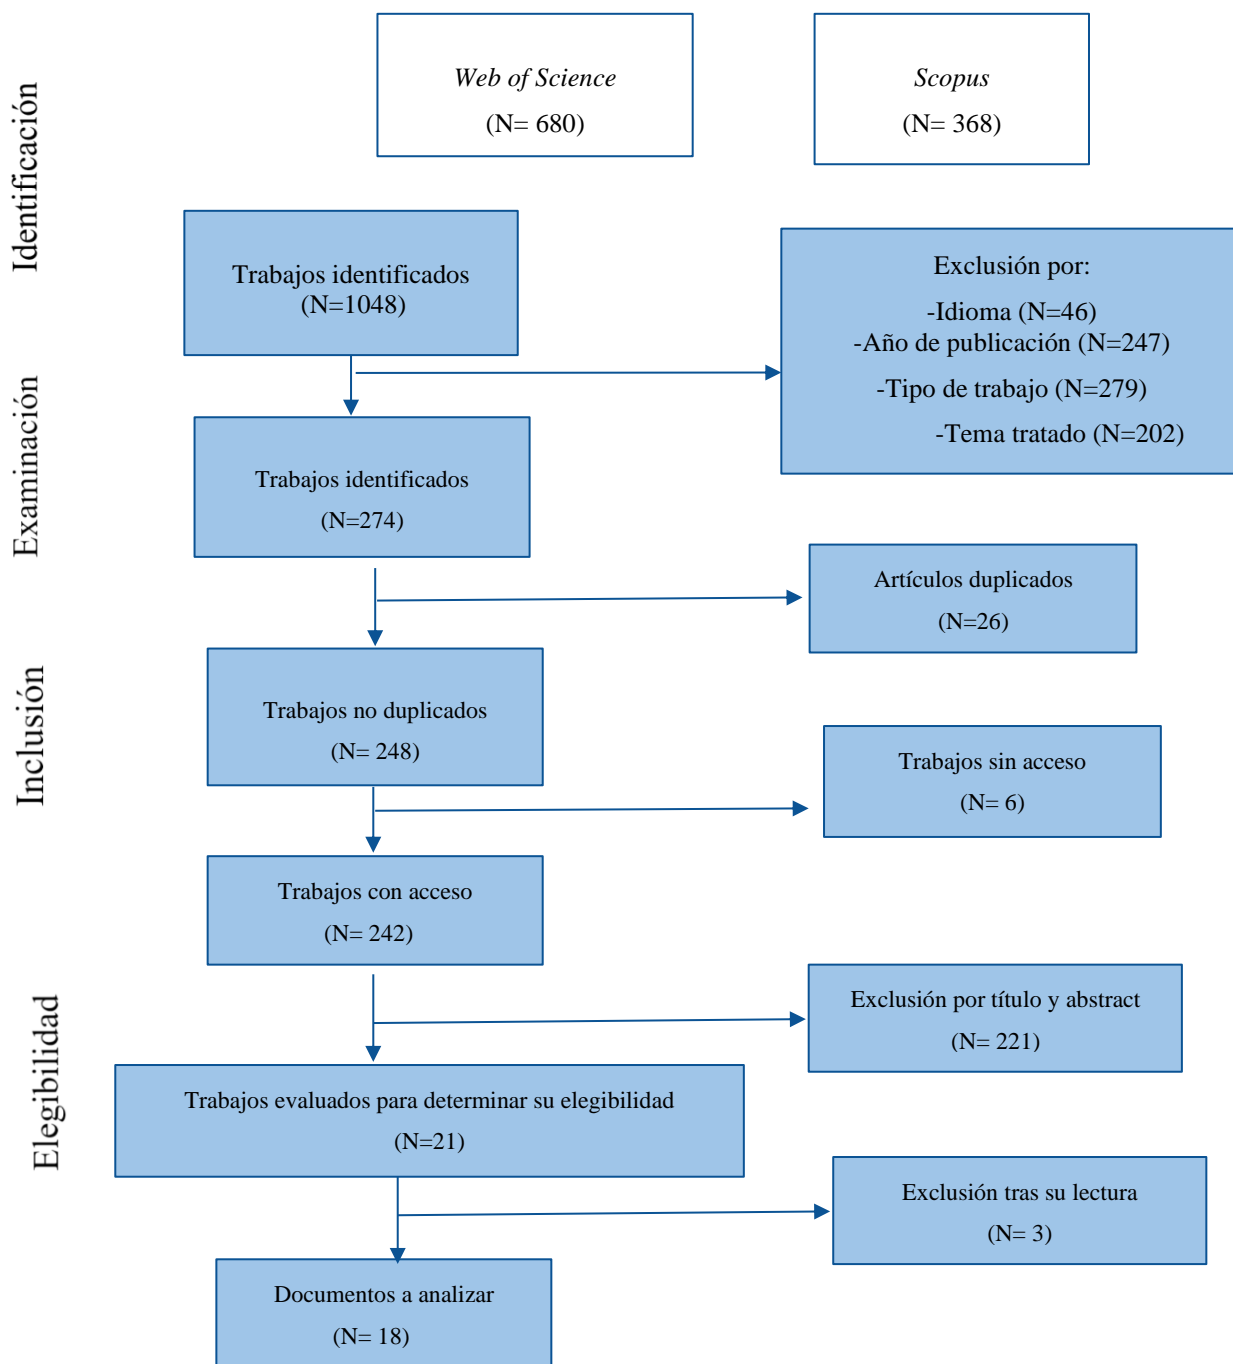 Identificación
Web of Science
(N= 680)
Scopus
(N= 368)
Trabajos identificados
(N=1048)
Exclusión por:
-Idioma (N=46)
-Año de publicación (N=247)
-Tipo de trabajo (N=279)
-Tema tratado (N=202)
Examinación
Trabajos identificados
(N=274)
Artículos duplicados
(N=26)
Inclusión
Trabajos no duplicados
(N= 248)
Trabajos sin acceso
(N= 6)
Trabajos con acceso
(N= 242)
Elegibilidad
Exclusión por título y abstract
(N= 221)
Trabajos evaluados para determinar su elegibilidad
(N=21)
Exclusión tras su lectura
(N= 3)
Documentos a analizar
(N= 18)